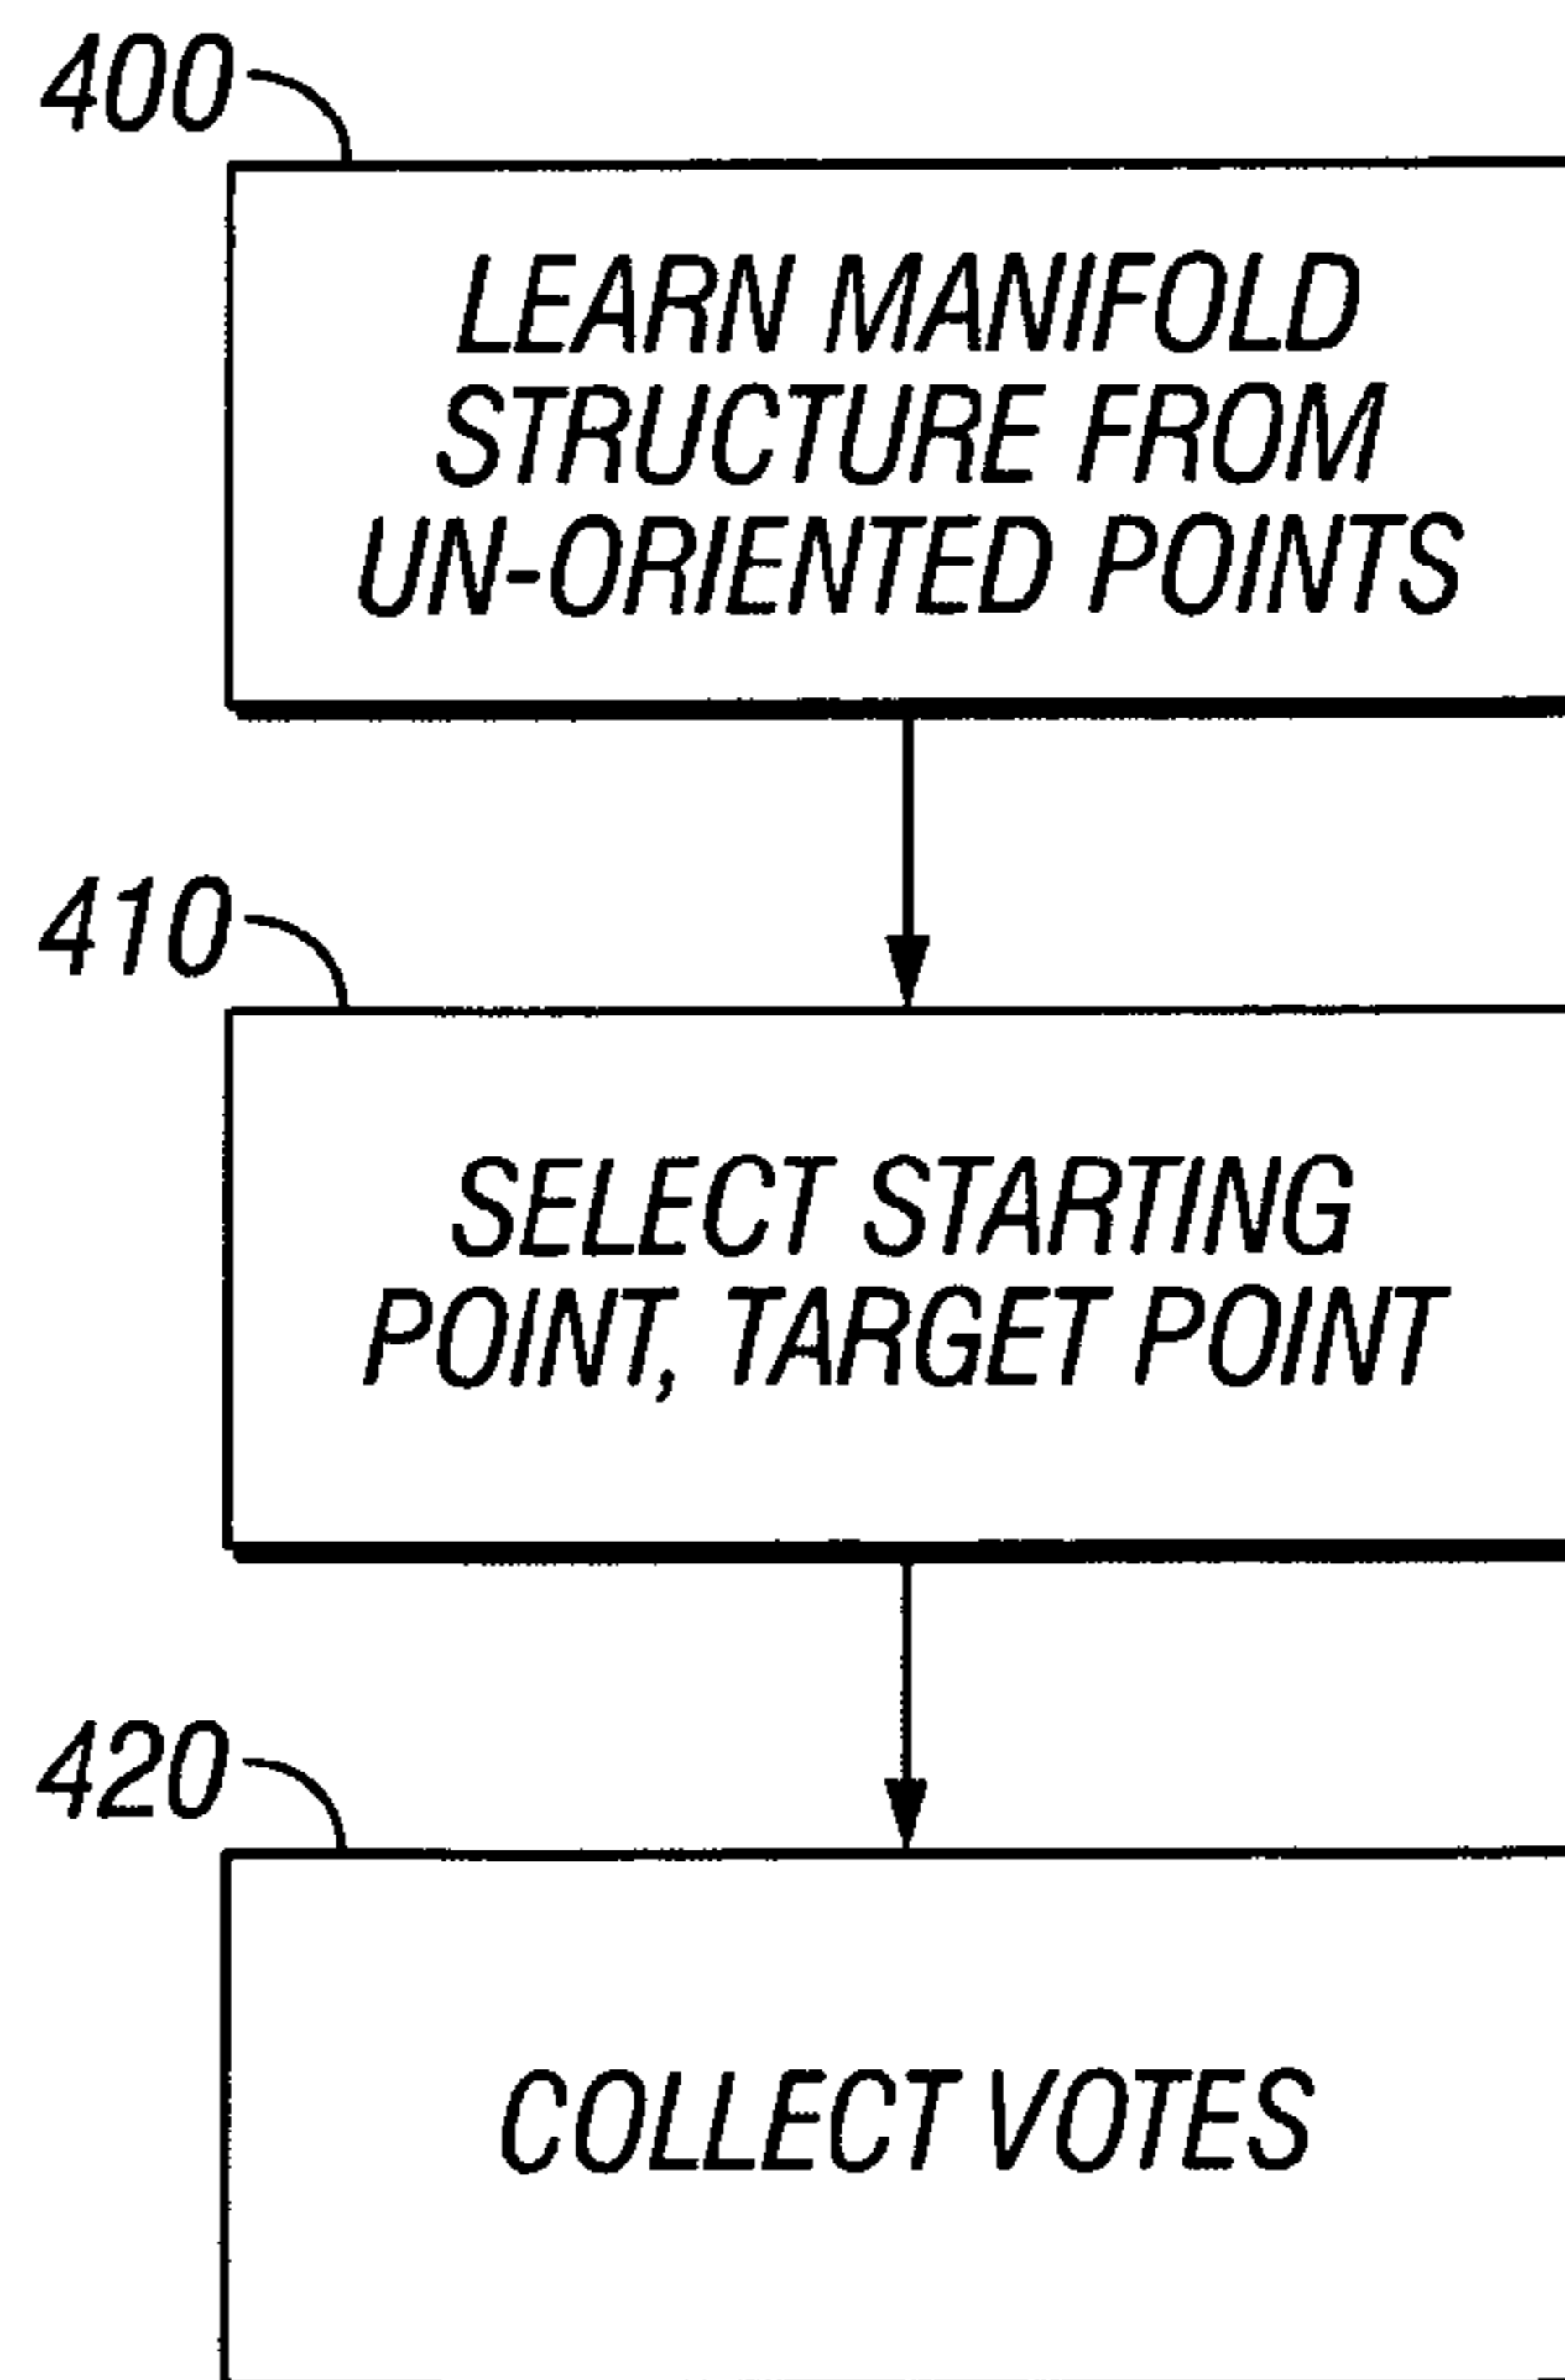 400
LEARN MANIFOLD
STRUCTURE FROM
UN-ORIENTED POINTS
410
SELECT STARTING
POINT, TARGET POINT
420
COLLECT VOTES